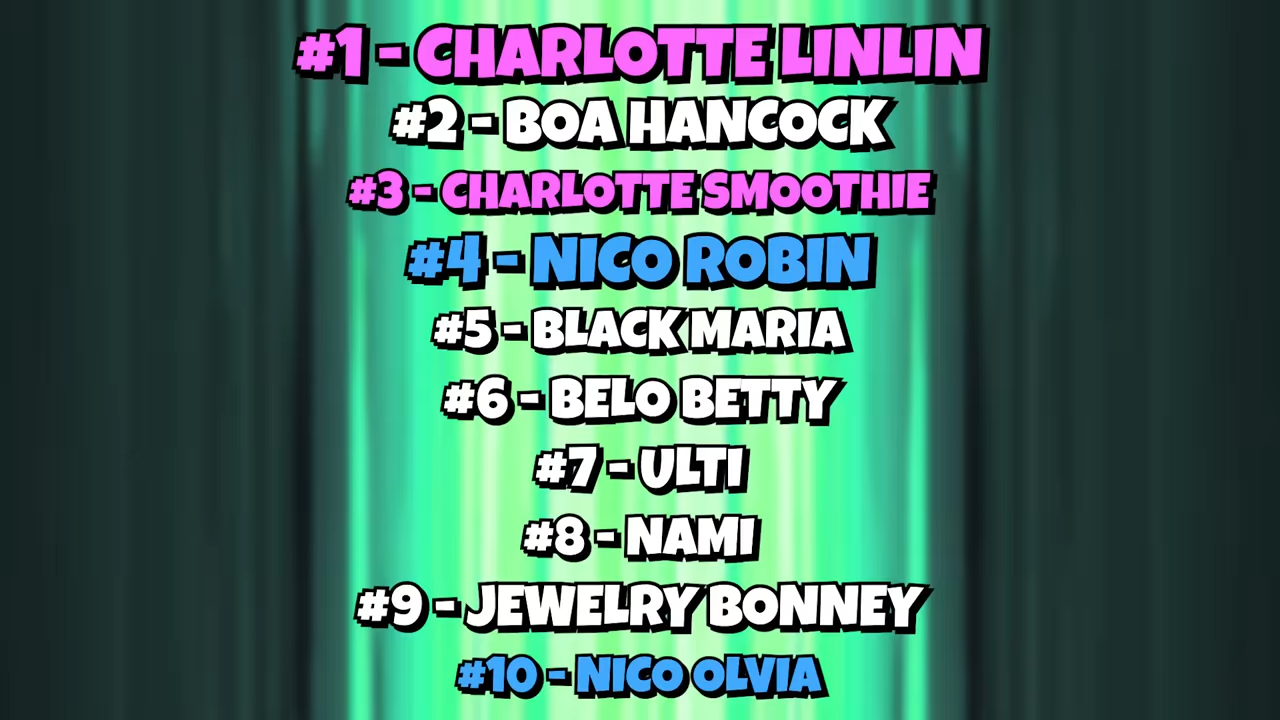 #1 - CHARLOTTE LINLIN
#2 - BOA HANCOCK
#3 - CHARLOTTE SMOOTHIE
#4 - NICO ROBIN
#5 - BLACK MARIA
#6 - BELO BETTY
#7 - ULTI
#8 - NAMI
#9 - JEWELRY BONNEY
#10 - NICO OLVIA